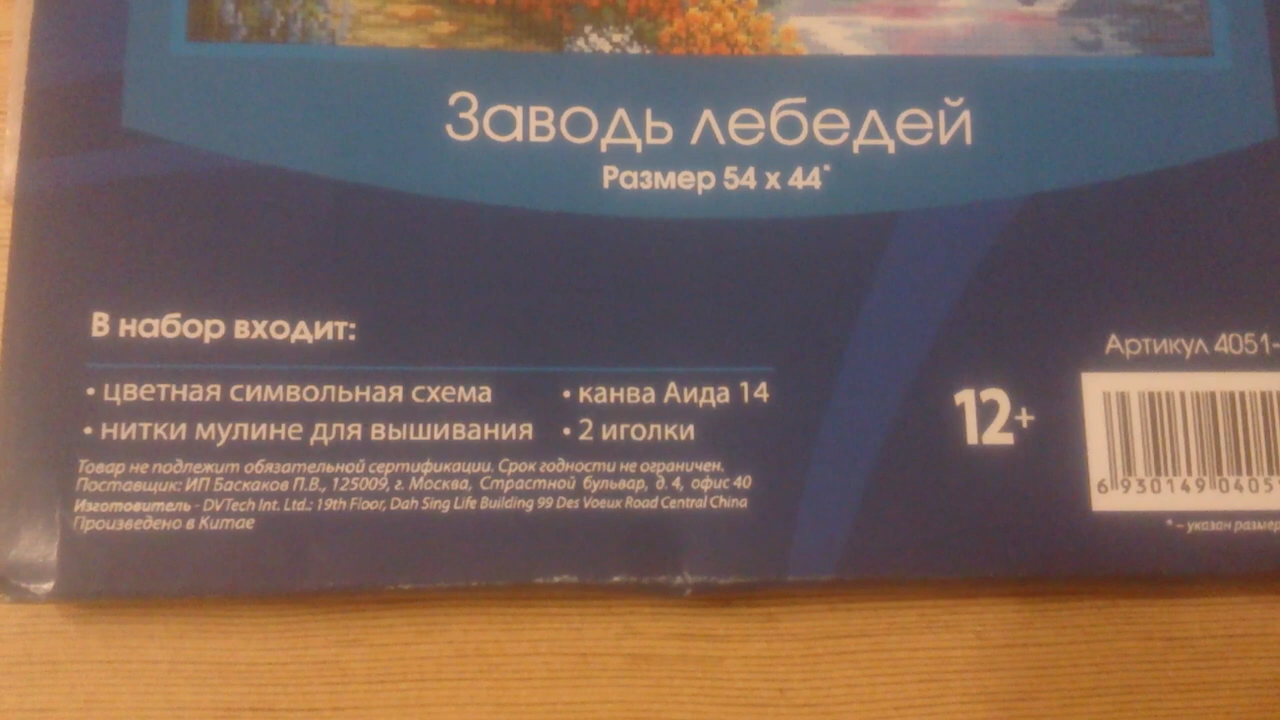 Заводь лебедей
Размер 54 х 44*
В набор входит:
• цветная символьная схема
• нитки мулине для вышивания
• канва Аида 14
• 2 иголки
Товар не подлежит обязательной сертификации. Срок годности не ограничен.
Поставщик: ИП Баскаков П.В., 125009, г. Москва, Страстной бульвар, д. 4, офис 40
Изготовитель - DVTech Int. Ltd.: 19th Floor, Dah Sing Life Building 99 Des Voeux Road Central China
Произведено в Китае
12+
Артикул 4051-
6 930149 0405
* – указан размер